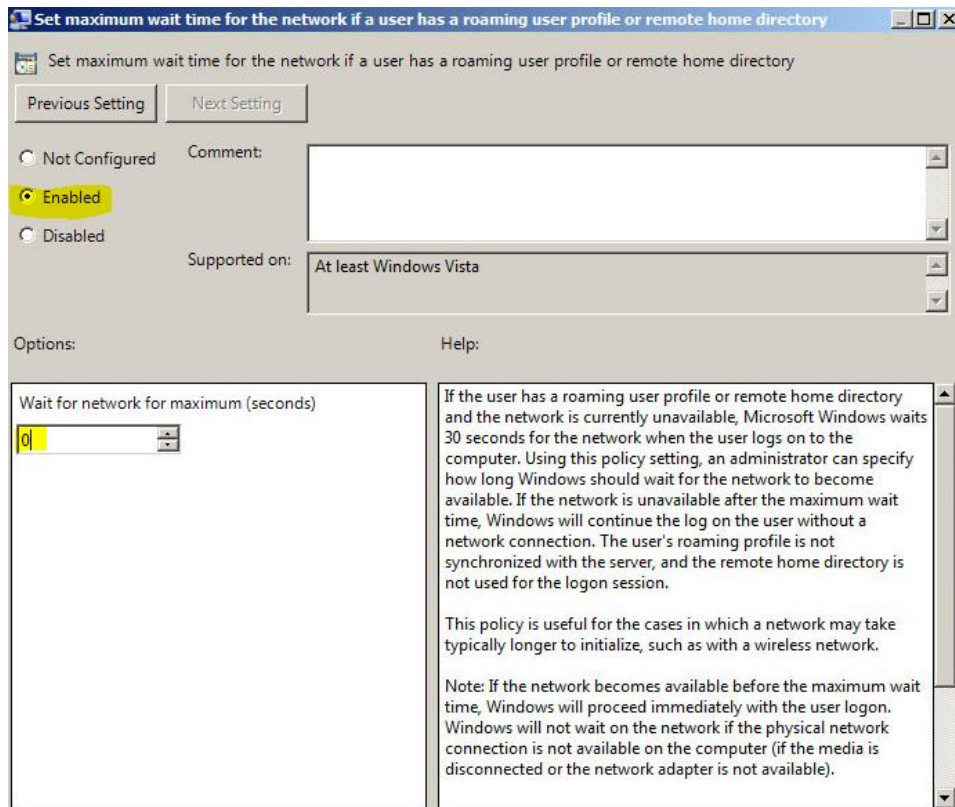 Set maximum wait time for the network if a user has a roaming user profile or remote home directory
Set maximum wait time for the network if a user has a roaming user profile or remote home directory
Previous Setting
Next Setting
Not Configured
Comment:
Enabled
Disabled
Supported on:
At least Windows Vista
Options:
Help:
Wait for network for maximum (seconds)
0
If the user has a roaming user profile or remote home directory
and the network is currently unavailable, Microsoft Windows waits
30 seconds for the network when the user logs on to the
computer. Using this policy setting, an administrator can specify
how long Windows should wait for the network to become
available. If the network is unavailable after the maximum wait
time, Windows will continue the log on the user without a
network connection. The user's roaming profile is not
synchronized with the server, and the remote home directory is
not used for the logon session.
This policy is useful for the cases in which a network may take
typically longer to initialize, such as with a wireless network.
Note: If the network becomes available before the maximum wait
time, Windows will proceed immediately with the user logon.
Windows will not wait on the network if the physical network
connection is not available on the computer (if the media is
disconnected or the network adapter is not available).